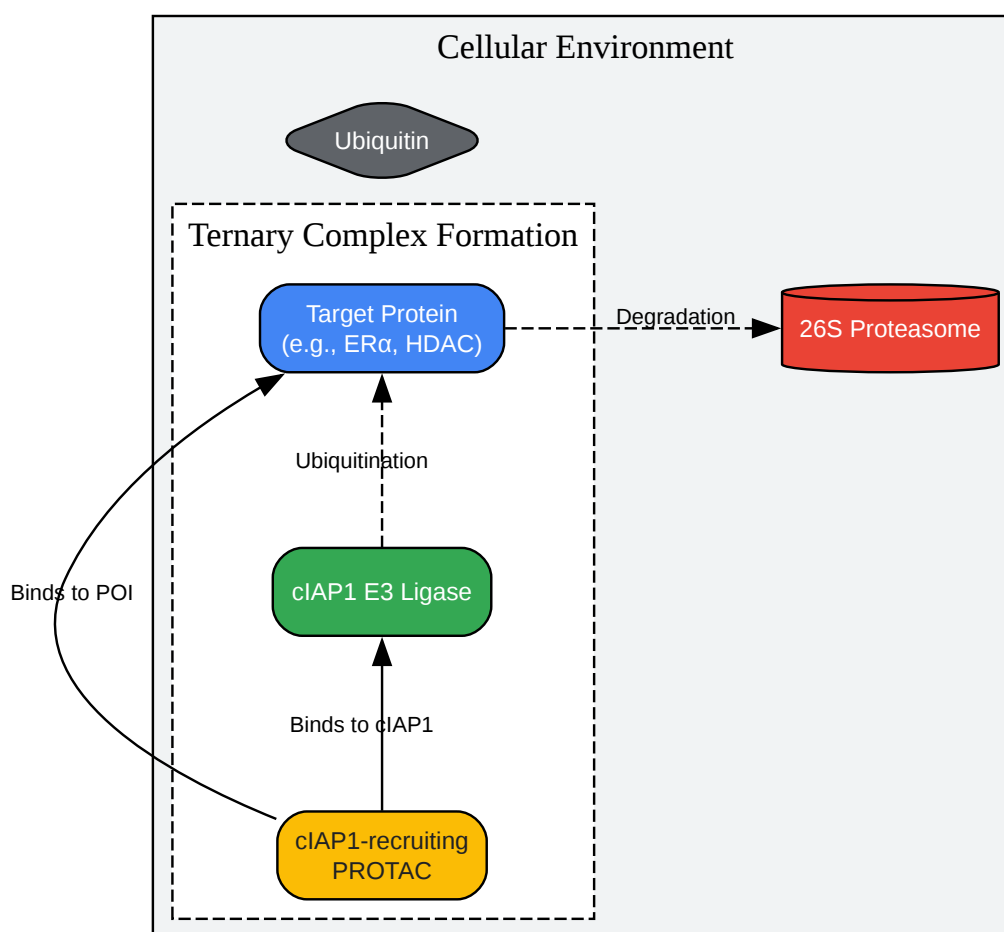 Cellular Environment
Ubiquitin
Ternary Complex Formation
Target Protein
(e.g., ERα, HDAC)
Degradation
26S Proteasome
Ubiquitination
cIAP1 E3 Ligase
Binds to POI
Binds to cIAP1
cIAP1-recruiting
PROTAC